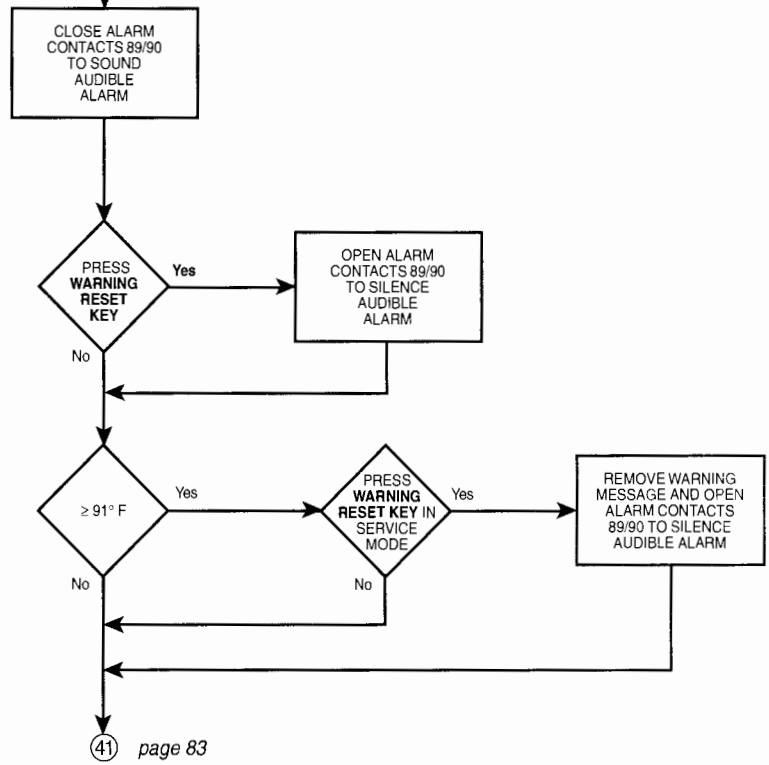 CLOSE ALARM
CONTACTS 89/90
TO SOUND
AUDIBLE
ALARM
PRESS
WARNING
RESET
KEY
Yes
No
OPEN ALARM
CONTACTS 89/90
TO SILENCE
AUDIBLE
ALARM
≥ 91° F
Yes
No
PRESS
WARNING
RESET KEY IN
SERVICE
MODE
Yes
No
REMOVE WARNING
MESSAGE AND OPEN
ALARM CONTACTS
89/90 TO SILENCE
AUDIBLE ALARM
41 page 83